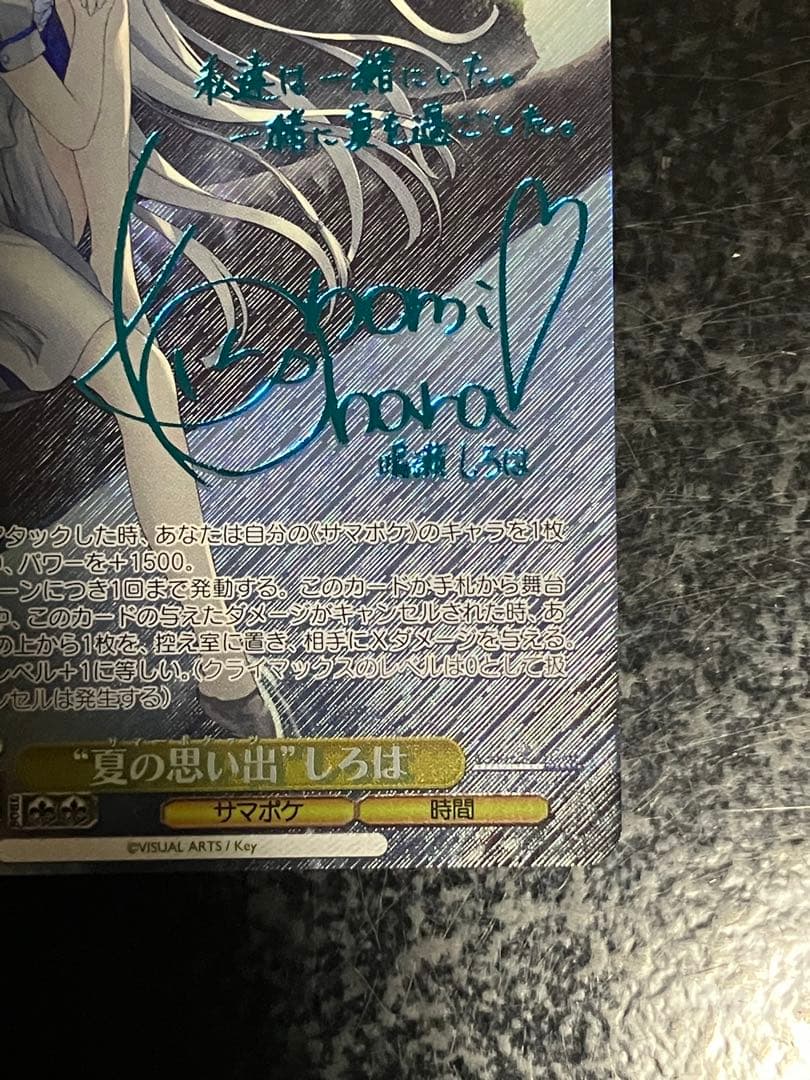 私達は一緒にいた。
一緒に夏を過ごした。
Konomi
Kohara
鳴瀬しろは
アタックした時、あなたは自分の《サマポケ》のキャラを1枚
、パワーを+1500。
ーンにつき1回まで発動する。このカードが手札から舞台
、このカードの与えたダメージがキャンセルされた時、あ
の上から1枚を、控え室に置き、相手にXダメージを与える。
レベル+1に等しい。(クライマックスのレベルは0として扱
ンセルは発生する)
“夏の思い出”しろは
サマポケ 時間
©VISUAL ARTS / Key